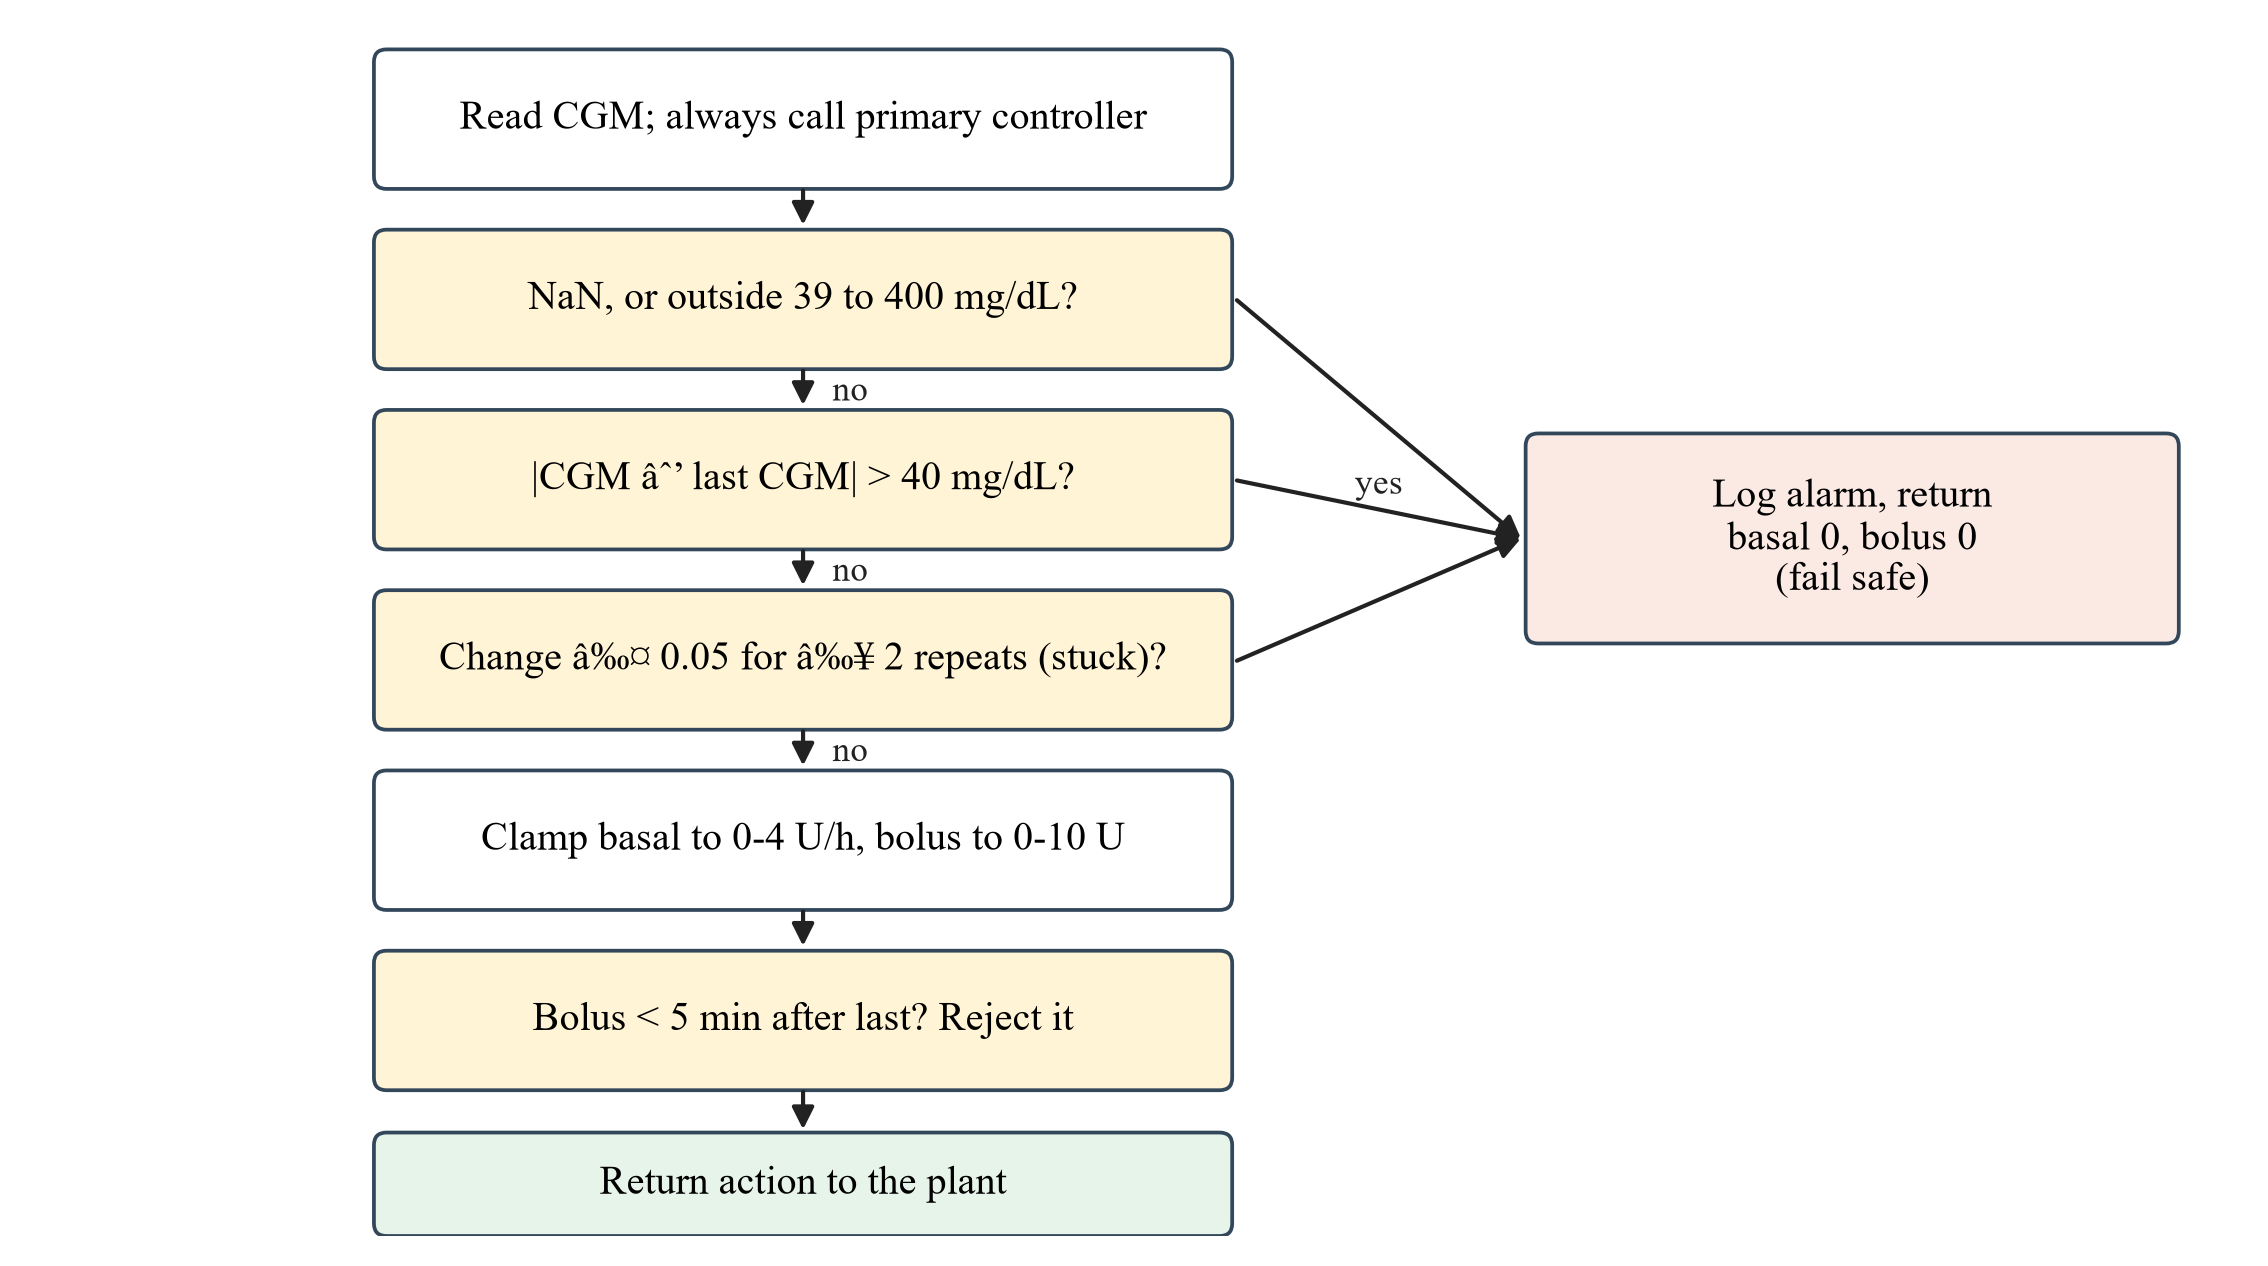 Read CGM; always call primary controller
NaN, or outside 39 to 400 mg/dL?
no
|CGM âˆ’ last CGM| > 40 mg/dL?
yes
Log alarm, return
basal 0, bolus 0
(fail safe)
no
Change â‰¤ 0.05 for â‰¥ 2 repeats (stuck)?
no
Clamp basal to 0-4 U/h, bolus to 0-10 U
Bolus < 5 min after last? Reject it
Return action to the plant